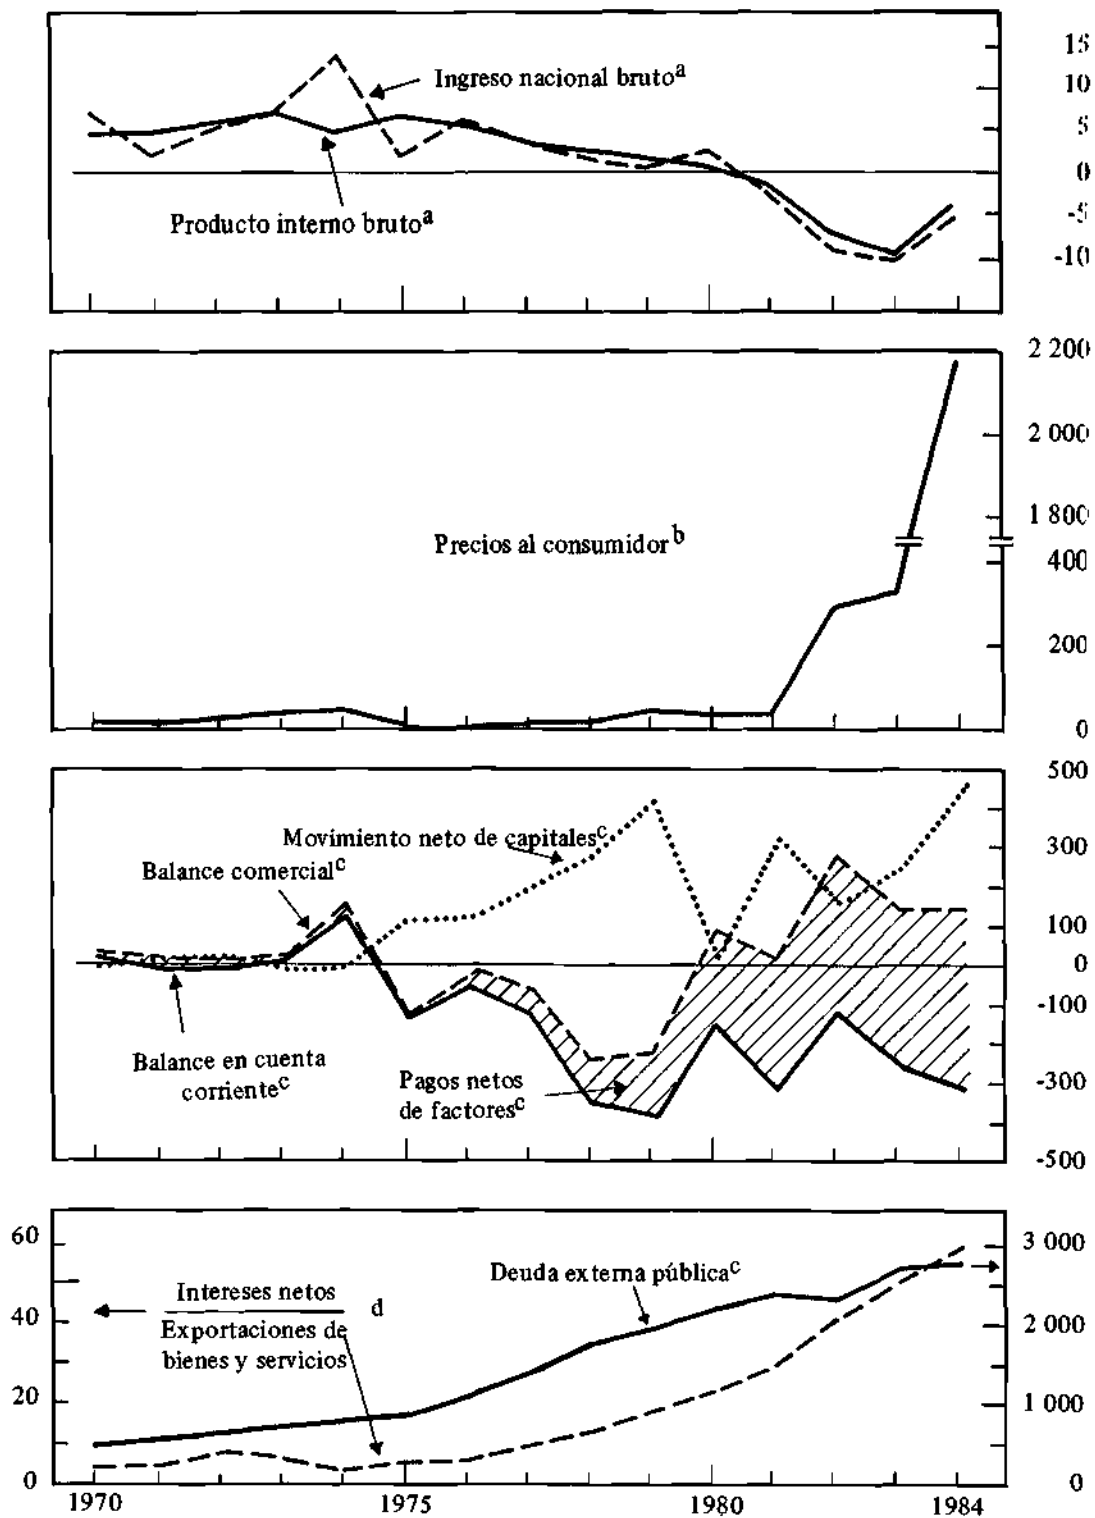 15
10
Ingreso nacional bruto^a
5
0
Producto interno bruto^a
-5
-10
2 200
2 000
1 800
Precios al consumidor^b
400
200
0
500
Movimiento neto de capitales^c
300
Balance comercial^c
100
0
-100
Balance en cuenta
corriente^c
Pagos netos
de factores^c
-300
-500
60
3 000
Deuda externa pública^c
Intereses netos
d
40
Exportaciones de
bienes y servicios
2 000
20
1 000
0
0
1970
1975
1980
1984